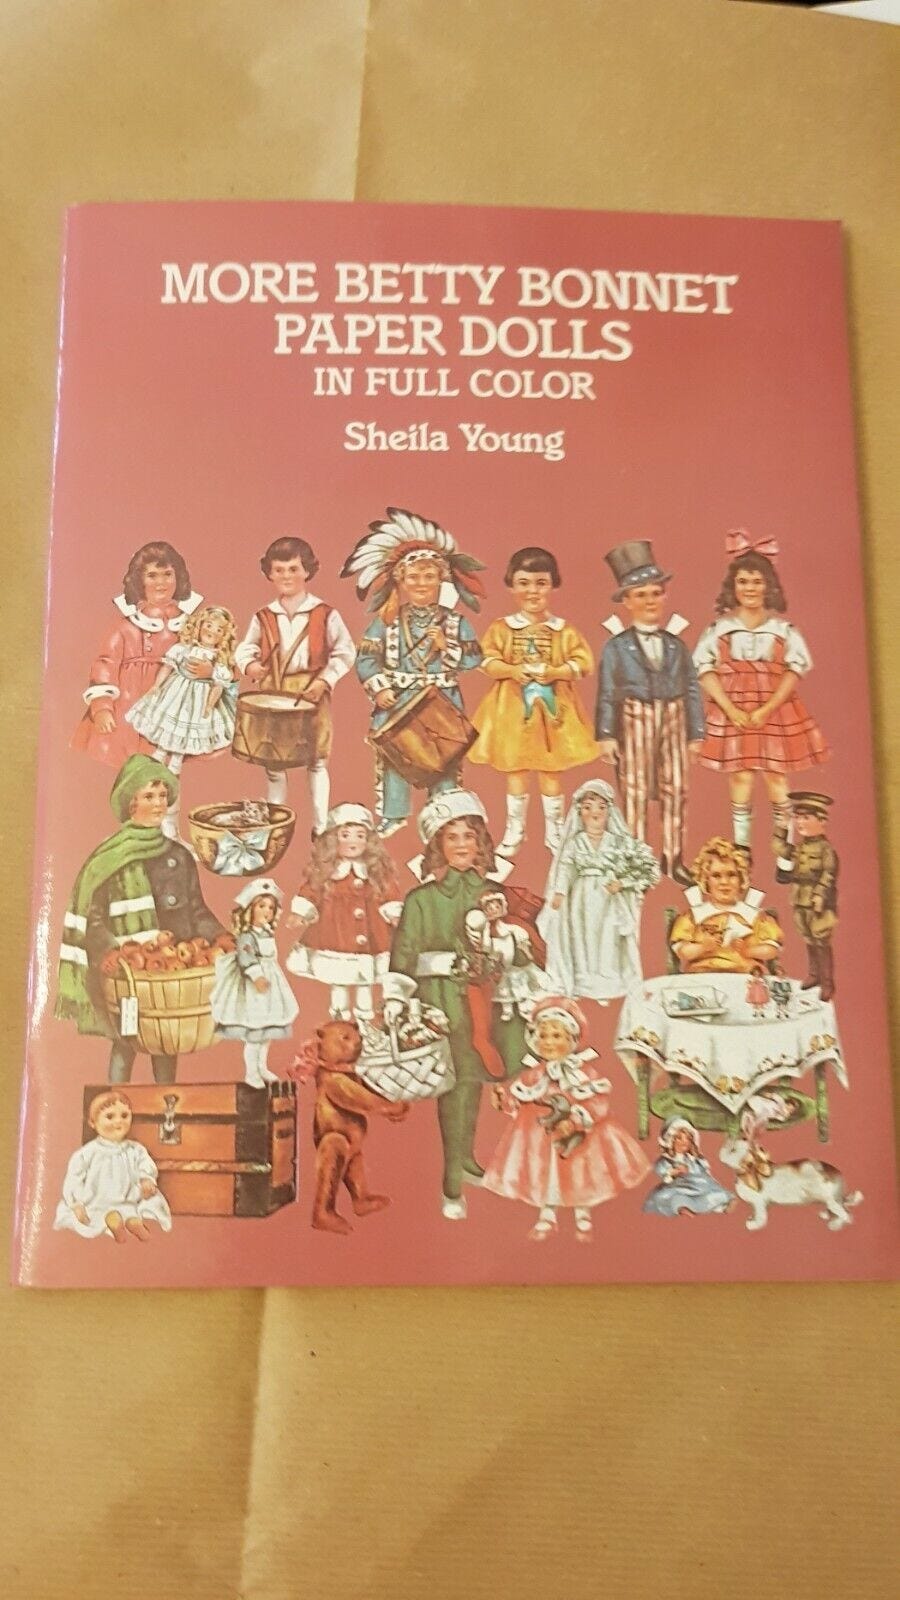 MORE BETTY BONNET
PAPER DOLLS
IN FULL COLOR
Sheila Young